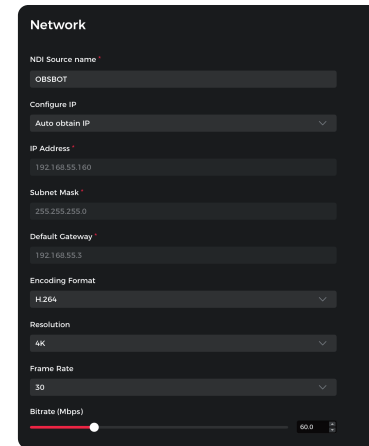 Network
NDI Source name *
OBSBOT
Configure IP
Auto obtain IP
IP Address *
192.168.55.160
Subnet Mask *
255.255.255.0
Default Gateway *
192.168.55.3
Encoding Format
H.264
Resolution
4K
Frame Rate
30
Bitrate (Mbps)
60.0